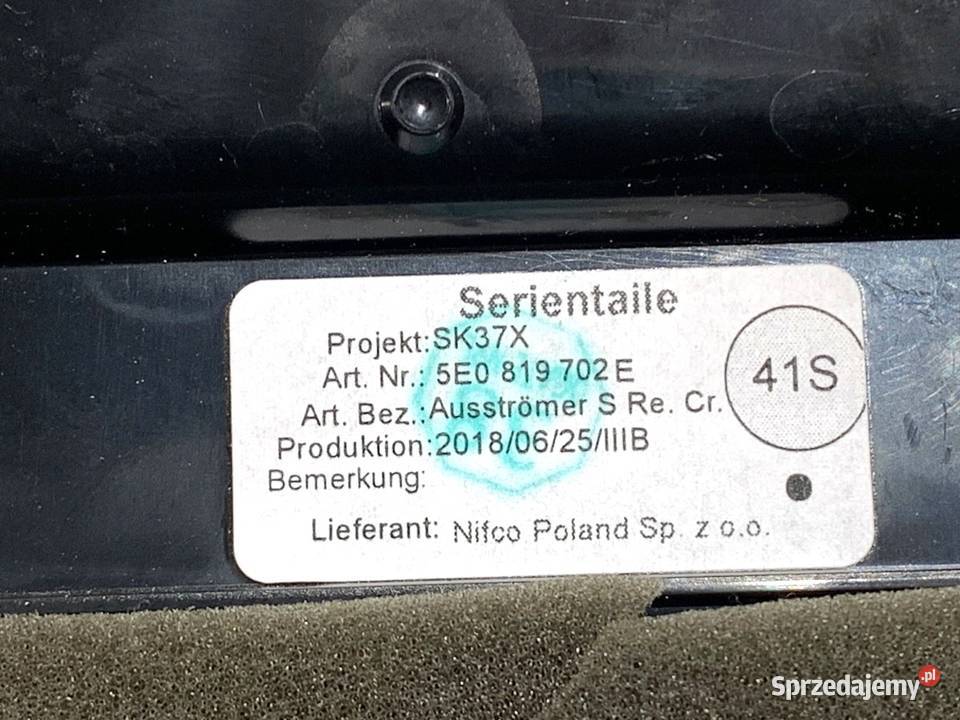 Serientaile
Projekt:SK37X
Art. Nr.: 5E0 819 702 E
Art. Bez.:Ausströmer S Re. Cr.
Produktion:2018/06/25/IIIB
Bemerkung:
Lieferant: Nifco Poland Sp. z o.o.
41S
Sprzedajemy.pl